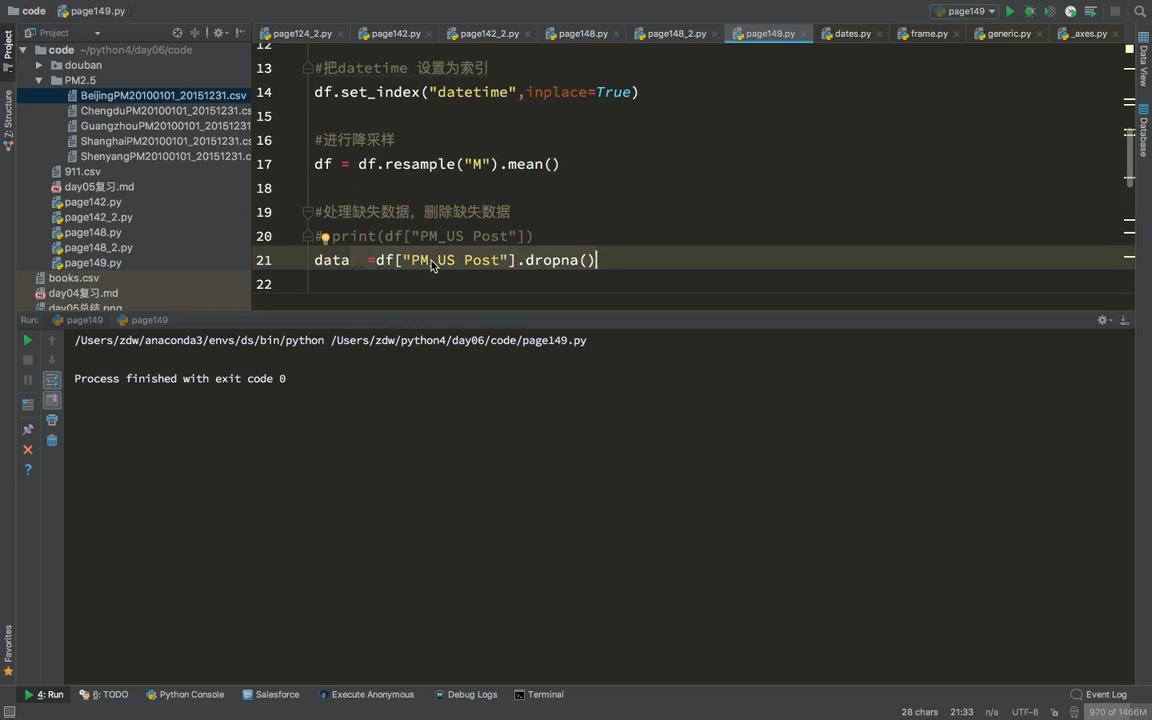 code page149.py page149
Project
page124_2.py page142.py page142_2.py page148.py page148_2.py page149.py dates.py frame.py generic.py _axes.py
code ~/python4/day06/code
douban
PM2.5
BeijingPM20100101_20151231.csv
ChengduPM20100101_20151231.cs
GuangzhouPM20100101_20151231
ShanghaiPM20100101_20151231.cs
ShenyangPM20100101_20151231.c
911.csv
day05复习.md
page142.py
page142_2.py
page148.py
page148_2.py
page149.py
books.csv
day04复习.md
day05总结.png
Project
Z: Structure
Favorites
Data View
Database
12
13 #把datetime 设置为索引
14 df.set_index("datetime",inplace=True)
15
16 #进行降采样
17 df = df.resample("M").mean()
18
19 #处理缺失数据，删除缺失数据
20 # print(df["PM_US Post"])
21 data =df["PM_US Post"].dropna()
22
Run: page149 page149
/Users/zdw/anaconda3/envs/ds/bin/python /Users/zdw/python4/day06/code/page149.py
Process finished with exit code 0
4: Run 6: TODO Python Console Salesforce Execute Anonymous Debug Logs Terminal Event Log
28 chars 21:33 n/a UTF-8 970 of 1466M